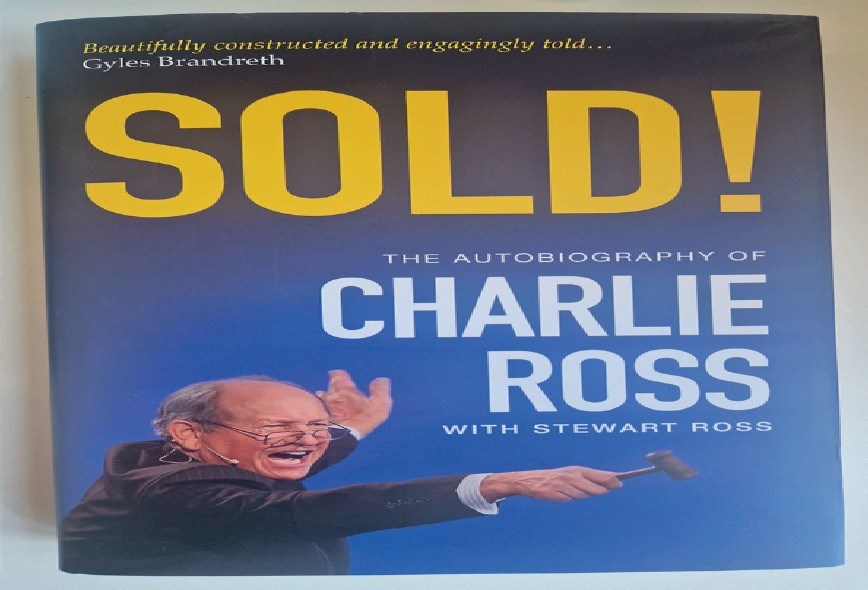 Beautifully constructed and engagingly told...
Gyles Brandreth
SOLD!
THE AUTOBIOGRAPHY OF
CHARLIE
ROSS
WITH STEWART ROSS